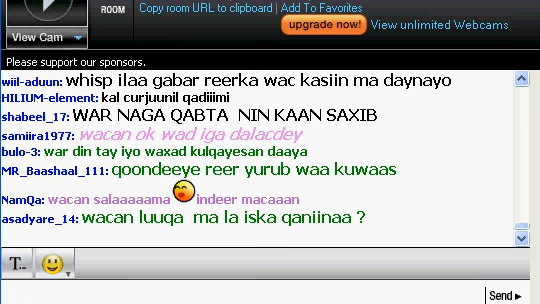 ROOM
Copy room URL to clipboard | Add To Favorites
upgrade now! View unlimited Webcams
View Cam
Please support our sponsors.
wiil-aduun: whisp ilaa gabar reerka wac kasiin ma daynayo
HILIUM-element: kal curjuunil qadiiimi
shabeel_17: WAR NAGA QABTA NIN KAAN SAXIB
samiira1977: wacan ok wad iga dalacdey
bulo-3: war din tay iyo waxad kulqayesan daaya
MR_Baashaal_111: qoondeeye reer yurub waa kuwaas
NamQa: wacan salaaaaama indeer macaaan
asadyare_14: wacan luuqa ma la iska qaniinaa ?
T...
Send